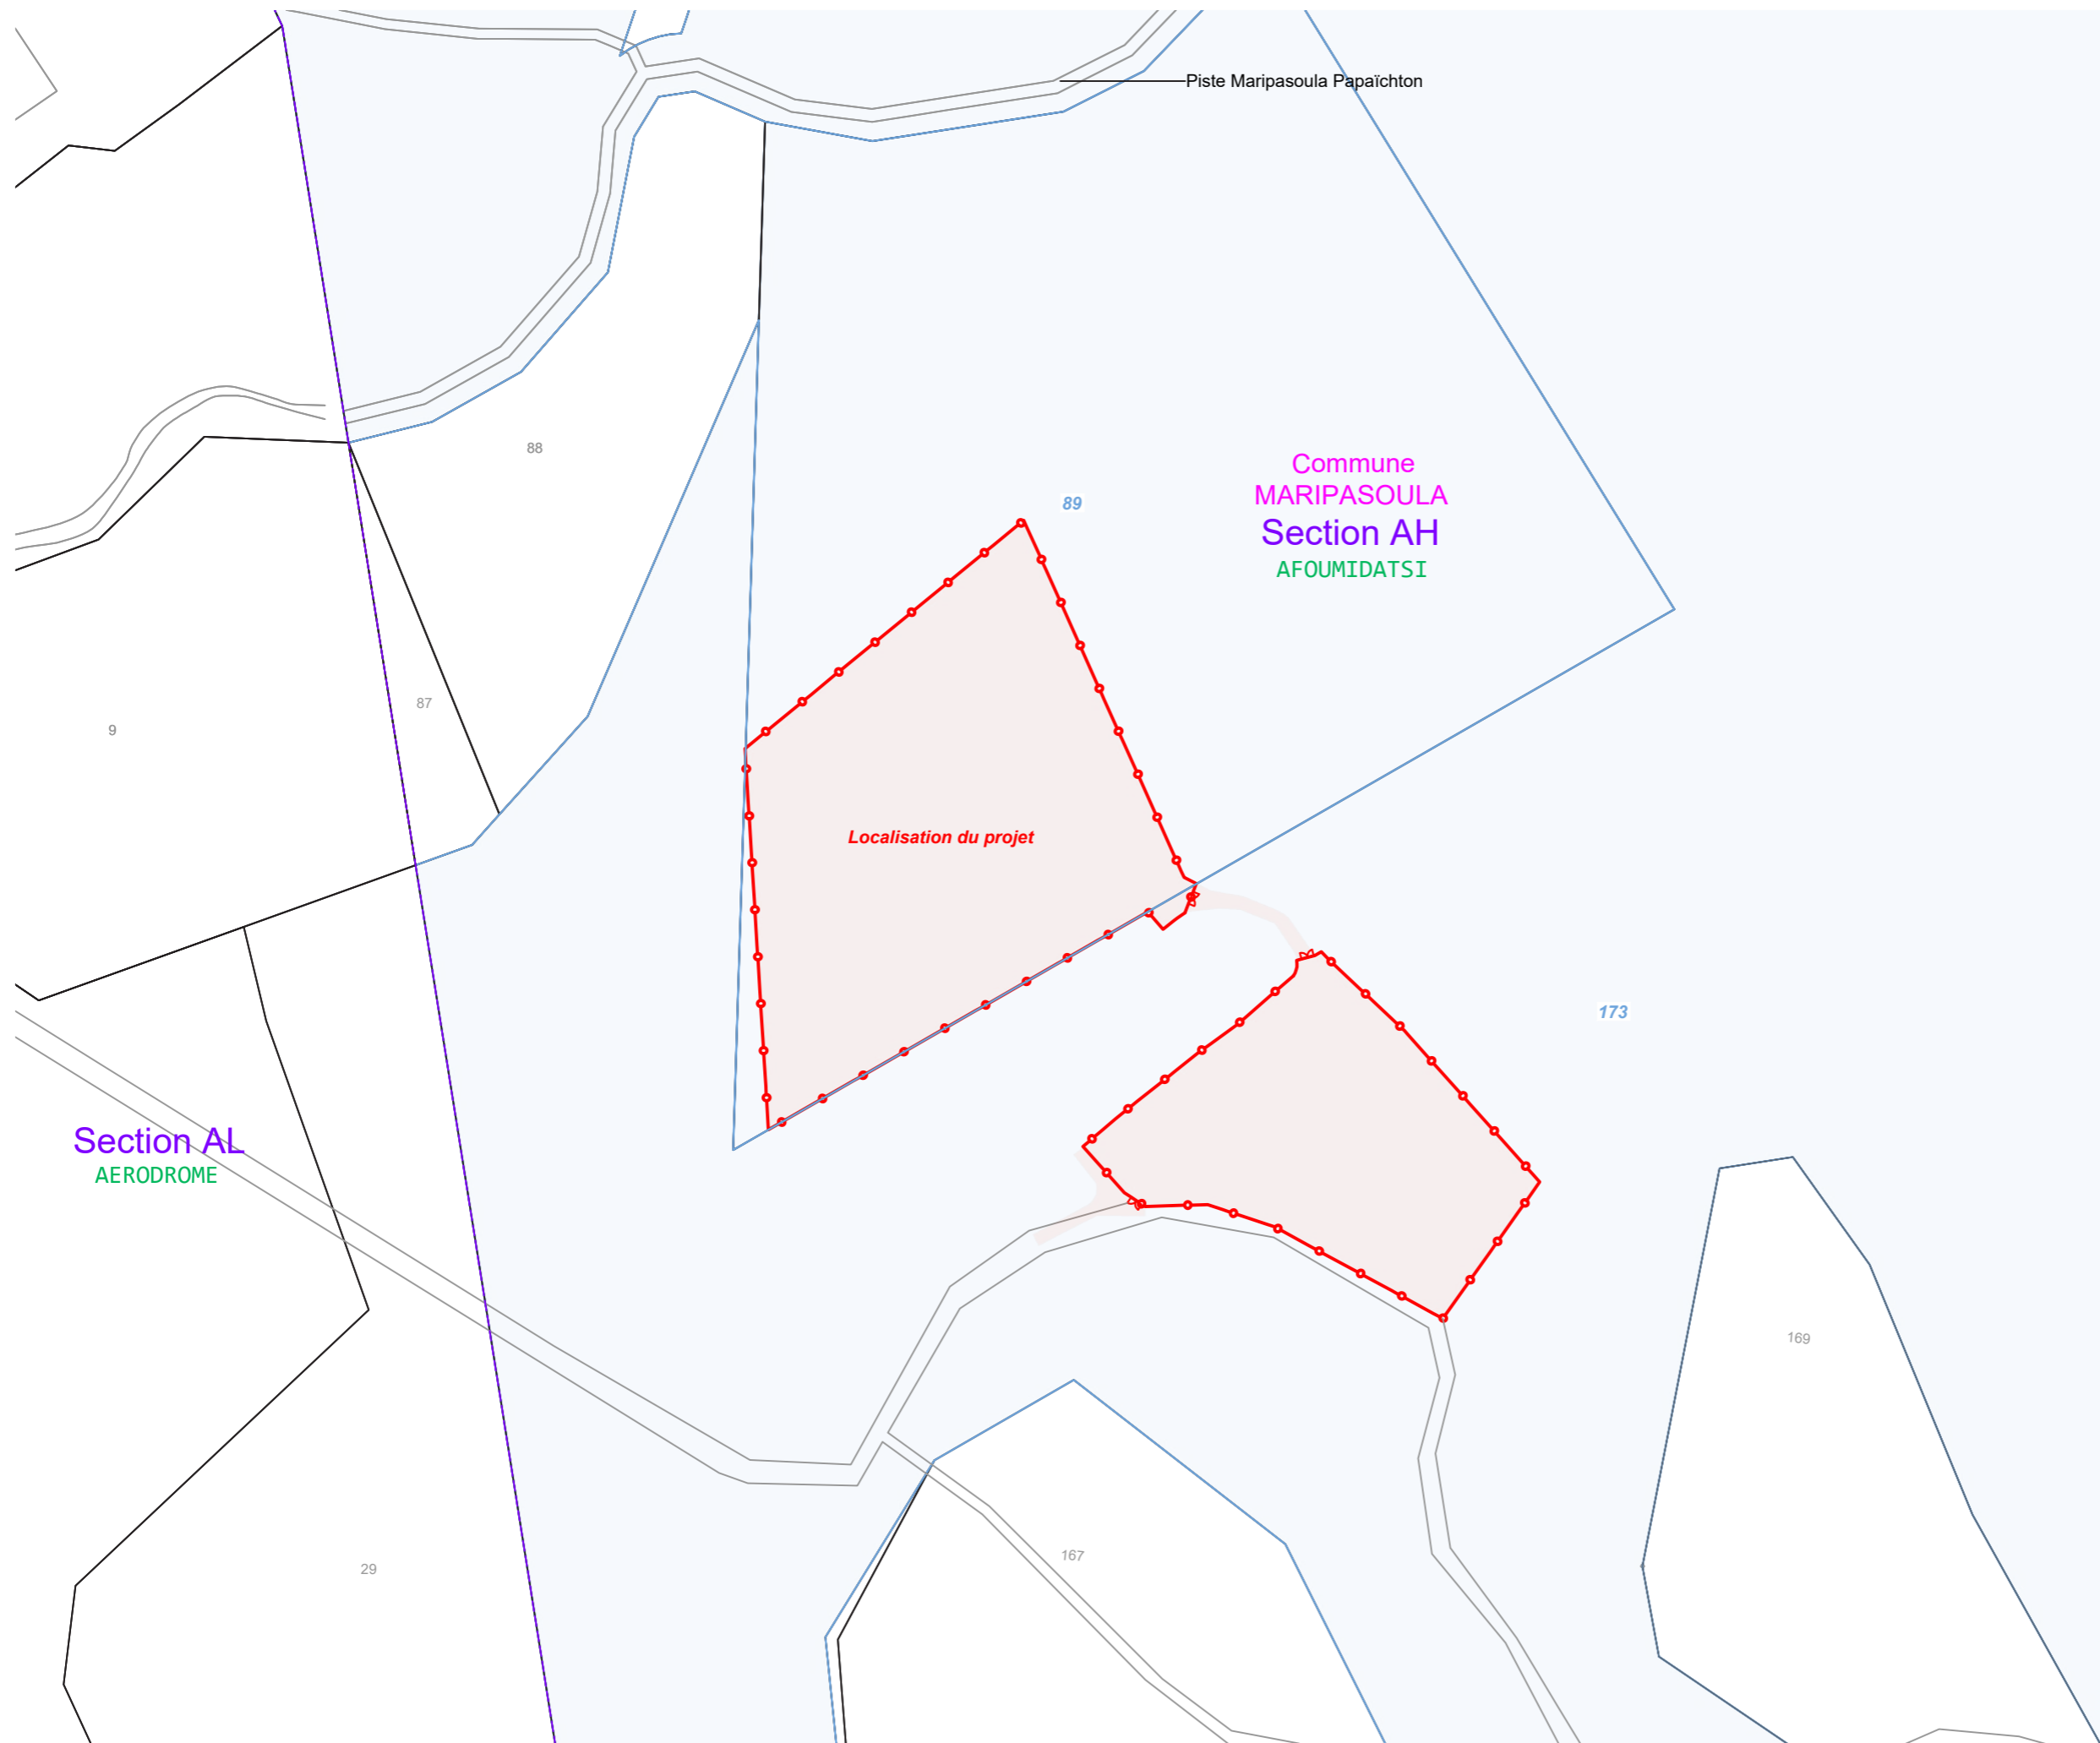 Piste Maripasoula Papaïchton
88
89
Commune
MARIPASOULA
Section AH
AFOUMIDATSI
87
9
Localisation du projet
173
Section AL
AERODROME
169
167
29